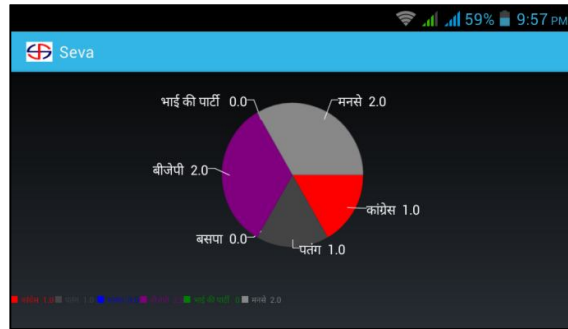 59% 9:57 PM
Seva
भाई की पार्टी 0.0
मनसे 2.0
बीजेपी 2.0
कांग्रेस 1.0
बसपा 0.0
पतंग 1.0
भाई की पार्टी मनसे 2.0